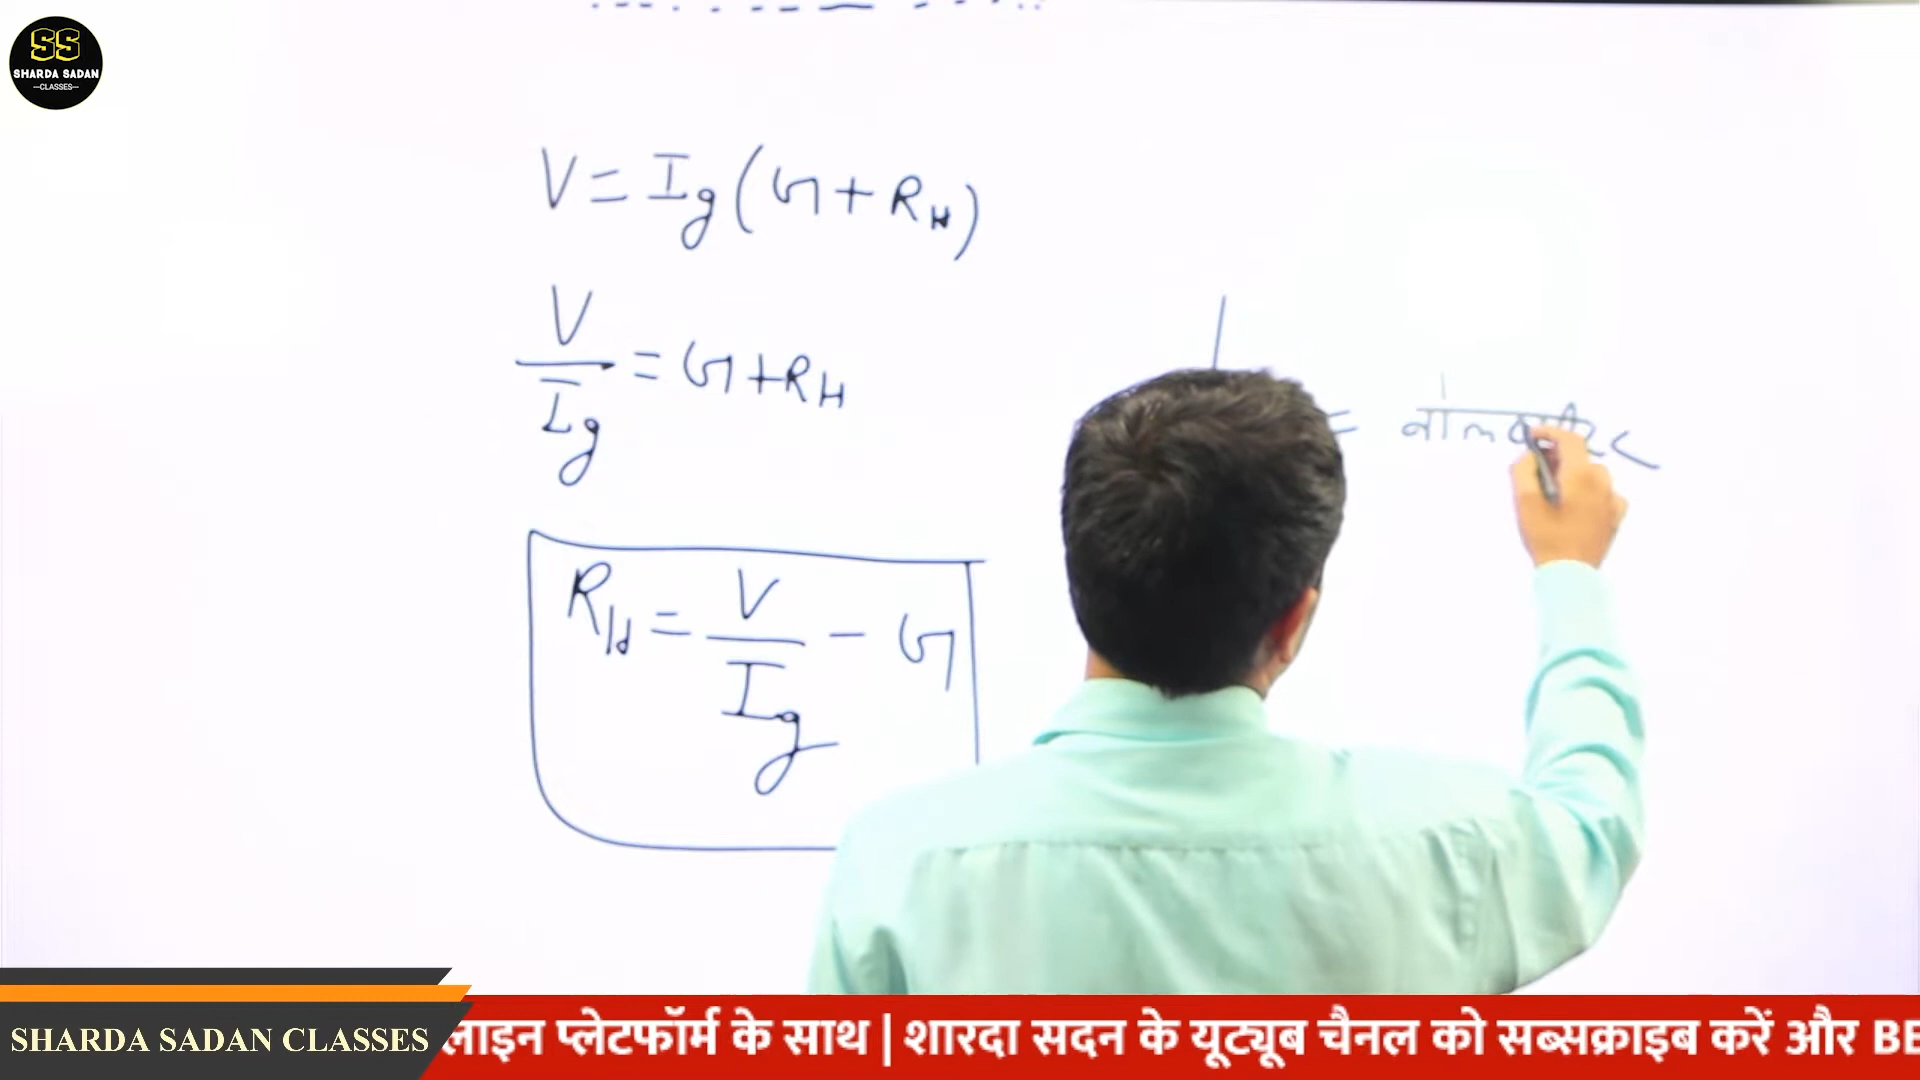 SS
SHARDA SADAN
—CLASSES—
V = Ig (G + RH)
V/Ig = G + RH
RH = V/Ig - G
=
SHARDA SADAN CLASSES
लाइन प्लेटफॉर्म के साथ | शारदा सदन के यूट्यूब चैनल को सब्सक्राइब करें और BE